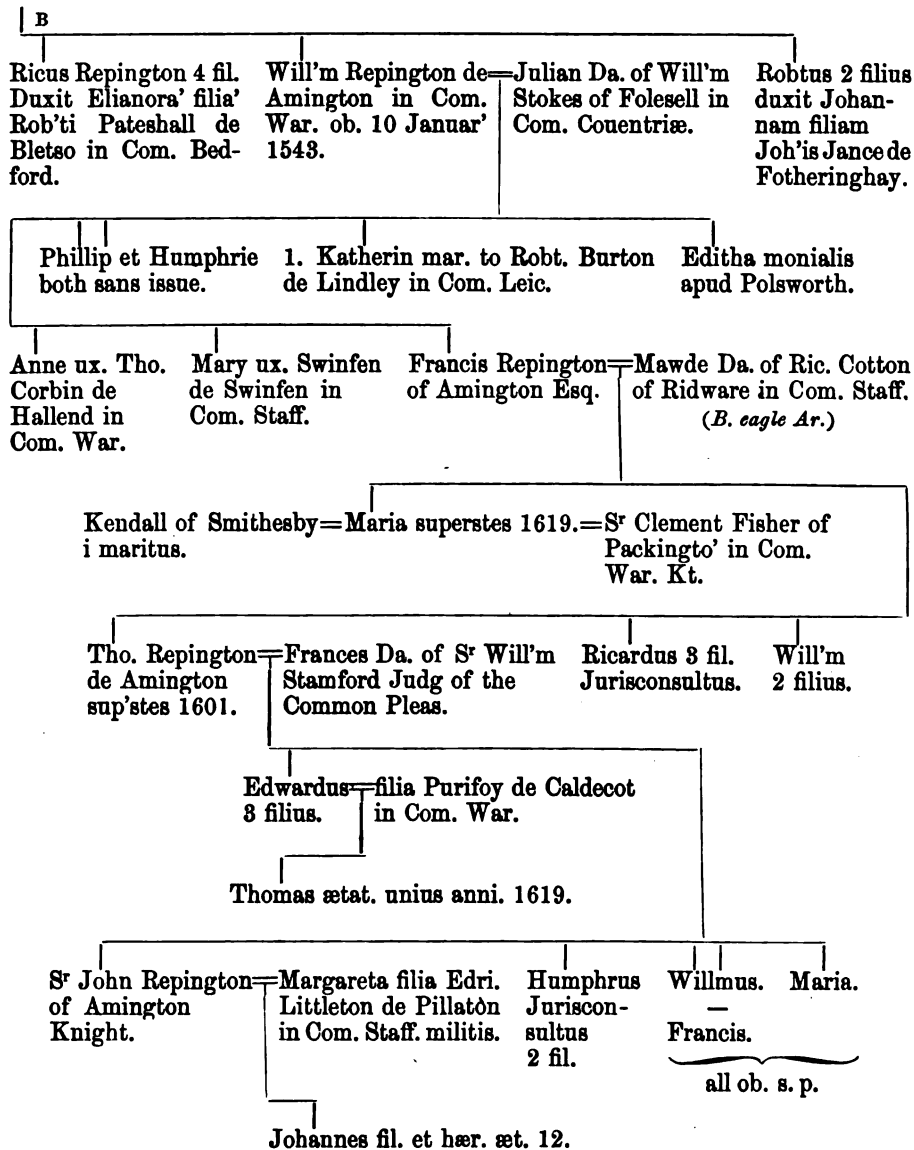 B
Ricus Repington 4 fil.
Duxit Elianora' filia'
Rob'ti Pateshall de
Bletso in Com. Bed-
ford.
Will'm Repington de
Amington in Com.
War. ob. 10 Januar'
1543.
Julian Da. of Will'm
Stokes of Folesell in
Com. Couentriæ.
Robtus 2 filius
duxit Johan-
nam filiam
Joh'is Jance de
Fotheringhay.
Phillip et Humphrie
both sans issue.
1. Katherin mar. to Robt. Burton
de Lindley in Com. Leic.
Editha monialis
apud Polsworth.
Anne ux. Tho.
Corbin de
Hallend in
Com. War.
Mary ux. Swinfen
de Swinfen in
Com. Staff.
Francis Repington
of Amington Esq.
Mawde Da. of Ric. Cotton
of Ridware in Com. Staff.
(B. eagle Ar.)
Kendall of Smithesby=Maria superstes 1619.=Sr Clement Fisher of
i maritus.
Packingto' in Com.
War. Kt.
Tho. Repington
de Amington
sup'stes 1601.
Frances Da. of Sr Will'm
Stamford Judg of the
Common Pleas.
Ricardus 3 fil.
Jurisconsultus.
Will'm
2 filius.
Edwardus
3 filius.
filia Purifoy de Caldecot
in Com. War.
Thomas ætat. unius anni. 1619.
Sr John Repington
of Amington
Knight.
Margareta filia Edri.
Littleton de Pillatòn
in Com. Staff. militis.
Humphrus
Juriscon-
sultus
2 fil.
Willmus.
—
Francis.
Maria.
all ob. s. p.
Johannes fil. et hær. æt. 12.